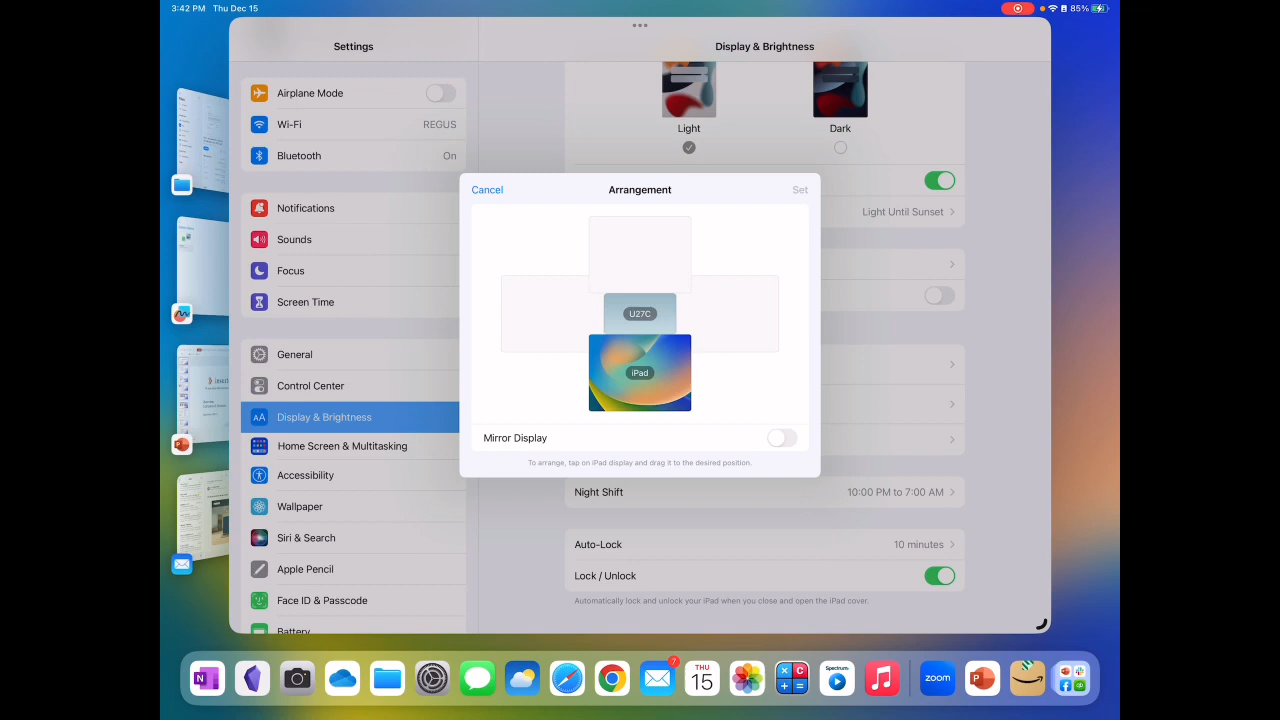 3:42 PM Thu Dec 15
85%
Settings
Display & Brightness
Airplane Mode
Wi-Fi REGUS
Bluetooth On
Notifications
Sounds
Focus
Screen Time
General
Control Center
Display & Brightness
Home Screen & Multitasking
Accessibility
Wallpaper
Siri & Search
Apple Pencil
Face ID & Passcode
Battery
Light Dark
Light Until Sunset
Cancel Arrangement Set
U27C
iPad
Mirror Display
To arrange, tap on iPad display and drag it to the desired position.
Night Shift 10:00 PM to 7:00 AM
Auto-Lock 10 minutes
Lock / Unlock
Automatically lock and unlock your iPad when you close and open the iPad cover.
7
THU
15
Spectrum
zoom